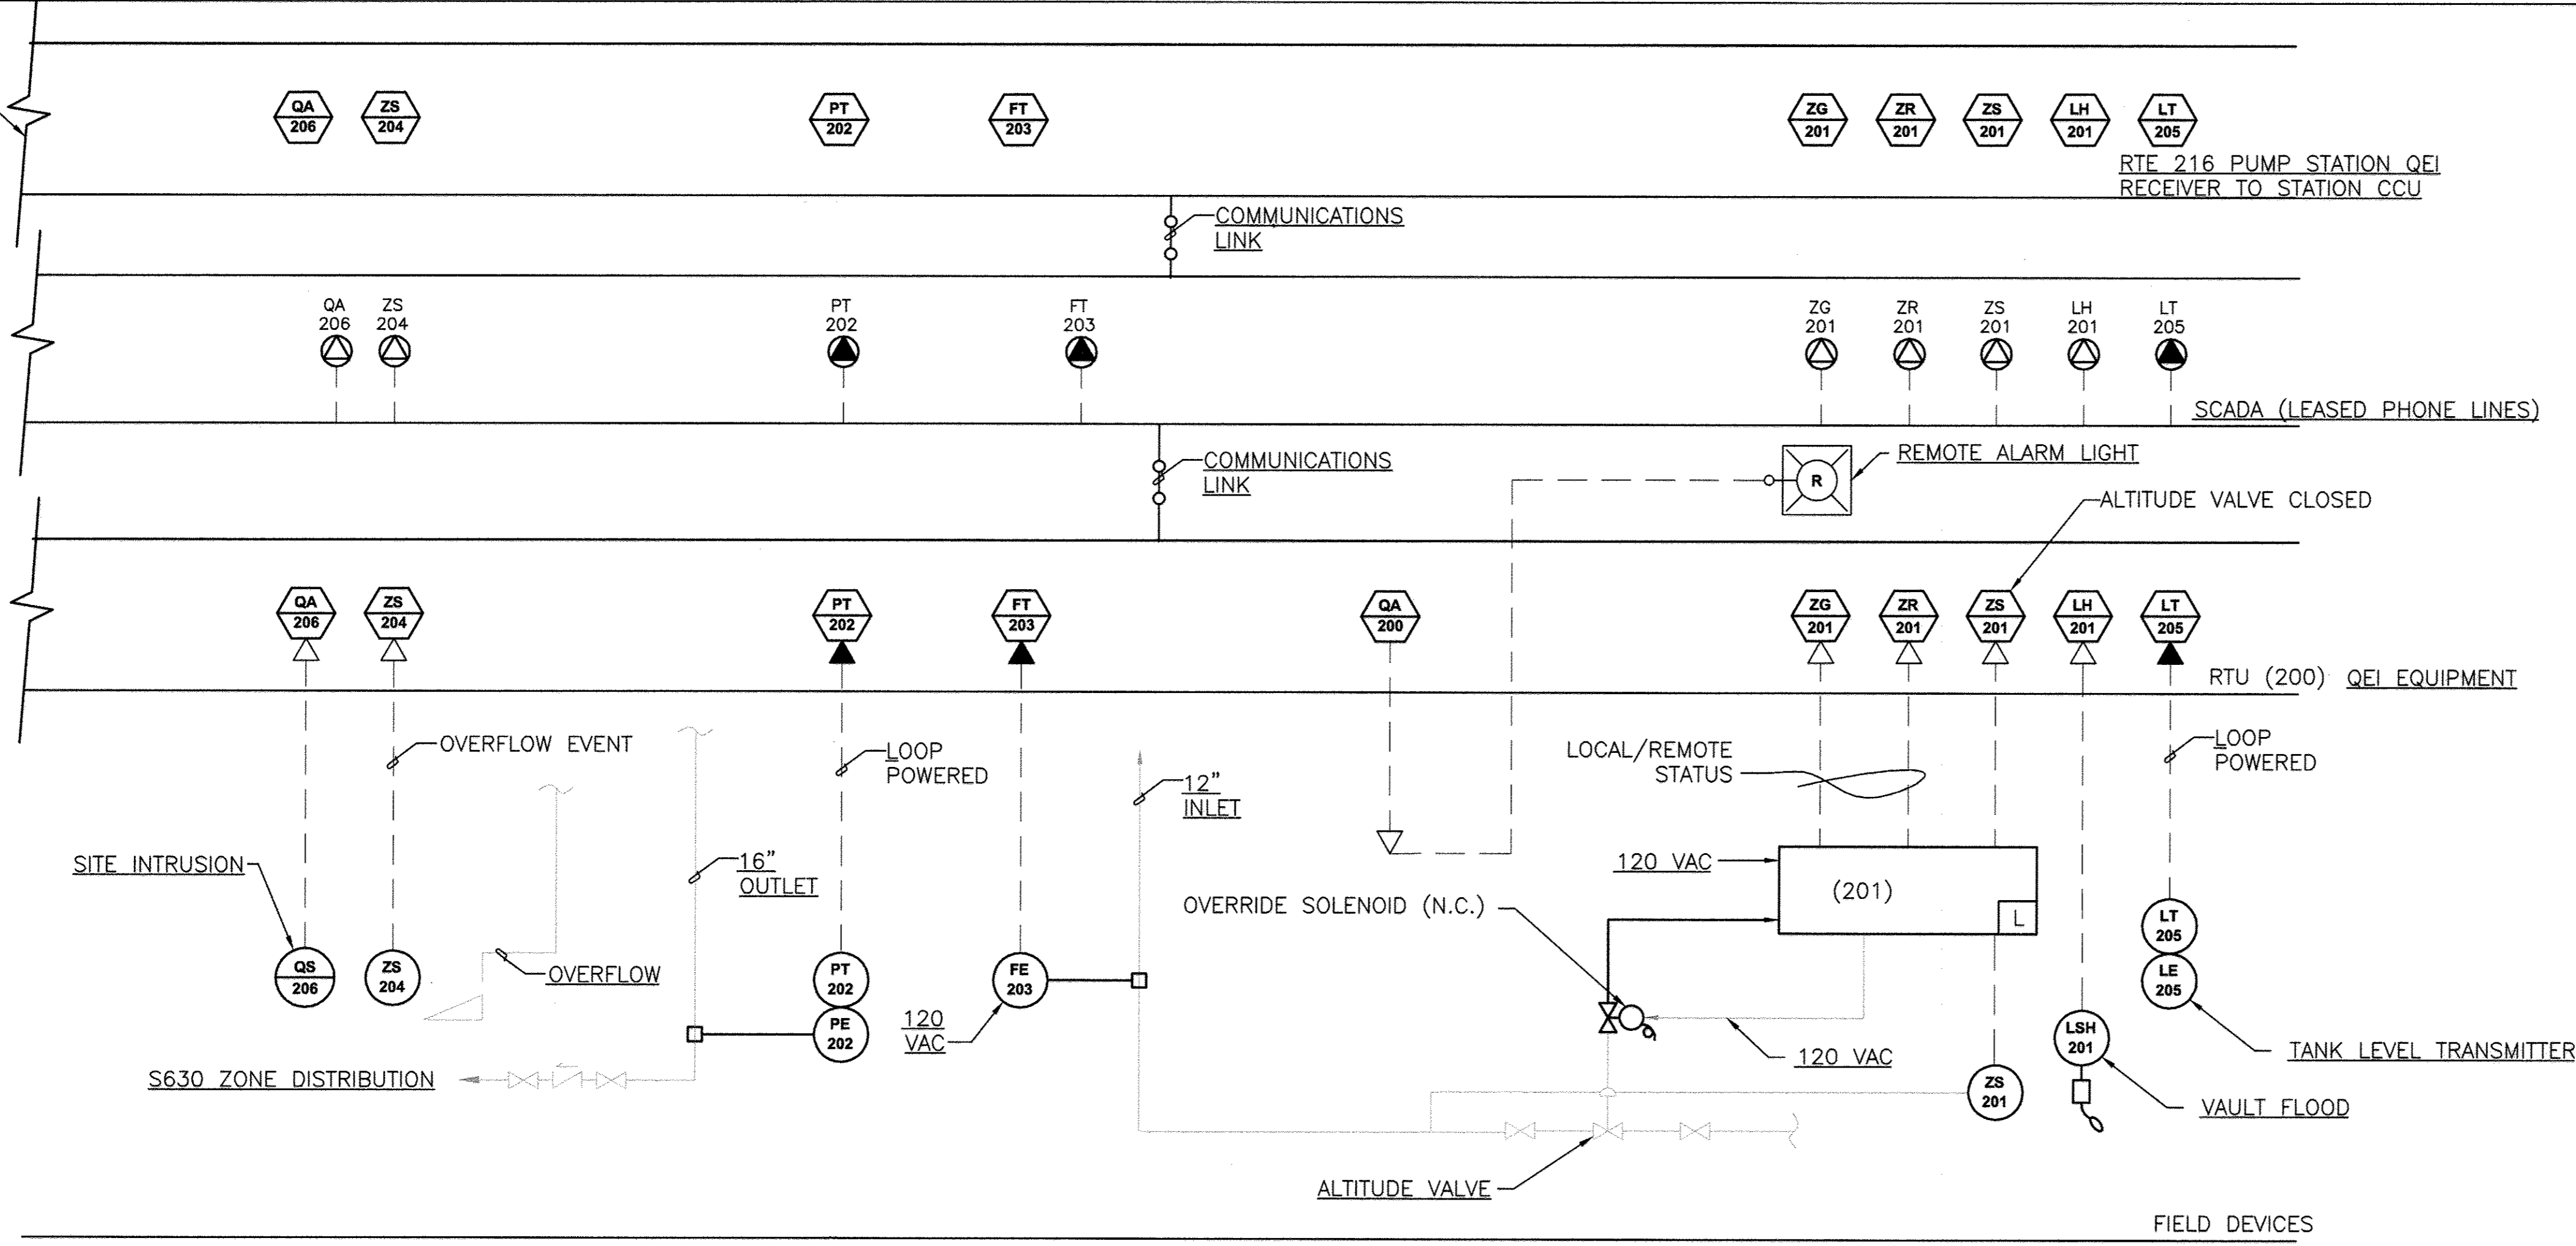 QA
206
ZS
204
PT
202
FT
203
ZG
201
ZR
201
ZS
201
LH
201
LT
205
RTE 216 PUMP STATION QEI
RECEIVER TO STATION CCU
COMMUNICATIONS
LINK
QA
206
ZS
204
PT
202
FT
203
ZG
201
ZR
201
ZS
201
LH
201
LT
205
SCADA (LEASED PHONE LINES)
COMMUNICATIONS
LINK
R
REMOTE ALARM LIGHT
ALTITUDE VALVE CLOSED
QA
206
ZS
204
PT
202
FT
203
QA
200
ZG
201
ZR
201
ZS
201
LH
201
LT
205
RTU (200) QEI EQUIPMENT
OVERFLOW EVENT
LOOP
POWERED
12"
INLET
LOCAL/REMOTE
STATUS
LOOP
POWERED
SITE INTRUSION
16"
OUTLET
120 VAC
(201)
L
OVERRIDE SOLENOID (N.C.)
QS
206
ZS
204
OVERFLOW
PT
202
PE
202
FE
203
120
VAC
LT
205
LE
205
LSH
201
120 VAC
TANK LEVEL TRANSMITTER
S630 ZONE DISTRIBUTION
ZS
201
VAULT FLOOD
ALTITUDE VALVE
FIELD DEVICES